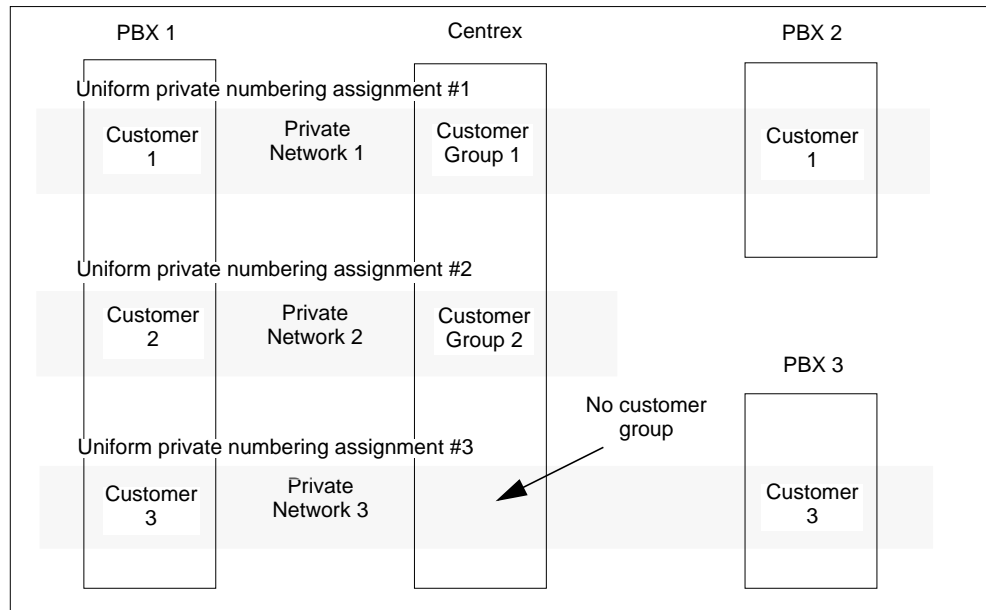 PBX 1
Centrex
PBX 2
Uniform private numbering assignment #1
Customer
1
Private
Network 1
Customer
Group 1
Customer
1
Uniform private numbering assignment #2
Customer
2
Private
Network 2
Customer
Group 2
PBX 3
No customer
group
Uniform private numbering assignment #3
Customer
3
Private
Network 3
Customer
3